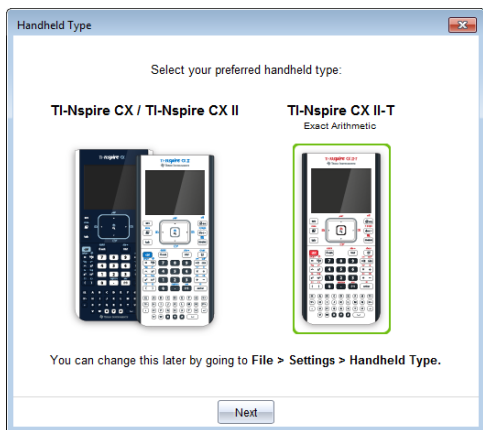 Handheld Type
Select your preferred handheld type:
TI-Nspire CX / TI-Nspire CX II
TI-Nspire CX II-T
Exact Arithmetic
You can change this later by going to File > Settings > Handheld Type.
Next